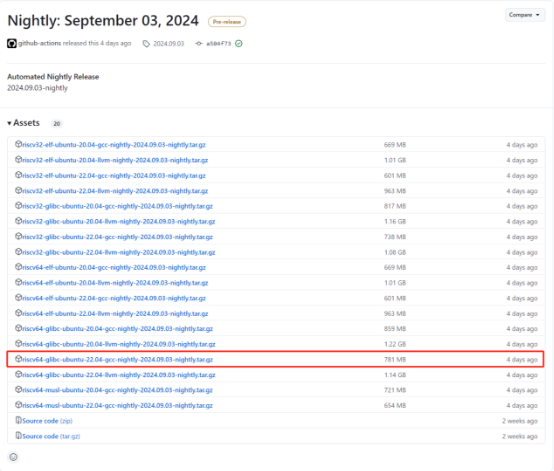 Nightly: September 03, 2024 Pre-release Compare
github-actions released this 4 days ago 2024.09.03 a584f73
Automated Nightly Release
2024.09.03-nightly
Assets 20
riscv32-elf-ubuntu-20.04-gcc-nightly-2024.09.03-nightly.tar.gz 669 MB 4 days ago
riscv32-elf-ubuntu-20.04-llvm-nightly-2024.09.03-nightly.tar.gz 1.01 GB 4 days ago
riscv32-elf-ubuntu-22.04-gcc-nightly-2024.09.03-nightly.tar.gz 601 MB 4 days ago
riscv32-elf-ubuntu-22.04-llvm-nightly-2024.09.03-nightly.tar.gz 963 MB 4 days ago
riscv32-glibc-ubuntu-20.04-gcc-nightly-2024.09.03-nightly.tar.gz 817 MB 4 days ago
riscv32-glibc-ubuntu-20.04-llvm-nightly-2024.09.03-nightly.tar.gz 1.16 GB 4 days ago
riscv32-glibc-ubuntu-22.04-gcc-nightly-2024.09.03-nightly.tar.gz 738 MB 4 days ago
riscv32-glibc-ubuntu-22.04-llvm-nightly-2024.09.03-nightly.tar.gz 1.08 GB 4 days ago
riscv64-elf-ubuntu-20.04-gcc-nightly-2024.09.03-nightly.tar.gz 669 MB 4 days ago
riscv64-elf-ubuntu-20.04-llvm-nightly-2024.09.03-nightly.tar.gz 1.01 GB 4 days ago
riscv64-elf-ubuntu-22.04-gcc-nightly-2024.09.03-nightly.tar.gz 601 MB 4 days ago
riscv64-elf-ubuntu-22.04-llvm-nightly-2024.09.03-nightly.tar.gz 963 MB 4 days ago
riscv64-glibc-ubuntu-20.04-gcc-nightly-2024.09.03-nightly.tar.gz 859 MB 4 days ago
riscv64-glibc-ubuntu-20.04-llvm-nightly-2024.09.03-nightly.tar.gz 1.22 GB 4 days ago
riscv64-glibc-ubuntu-22.04-gcc-nightly-2024.09.03-nightly.tar.gz 781 MB 4 days ago
riscv64-glibc-ubuntu-22.04-llvm-nightly-2024.09.03-nightly.tar.gz 1.14 GB 4 days ago
riscv64-musl-ubuntu-20.04-gcc-nightly-2024.09.03-nightly.tar.gz 721 MB 4 days ago
riscv64-musl-ubuntu-22.04-gcc-nightly-2024.09.03-nightly.tar.gz 654 MB 4 days ago
Source code (zip) 2 weeks ago
Source code (tar.gz) 2 weeks ago